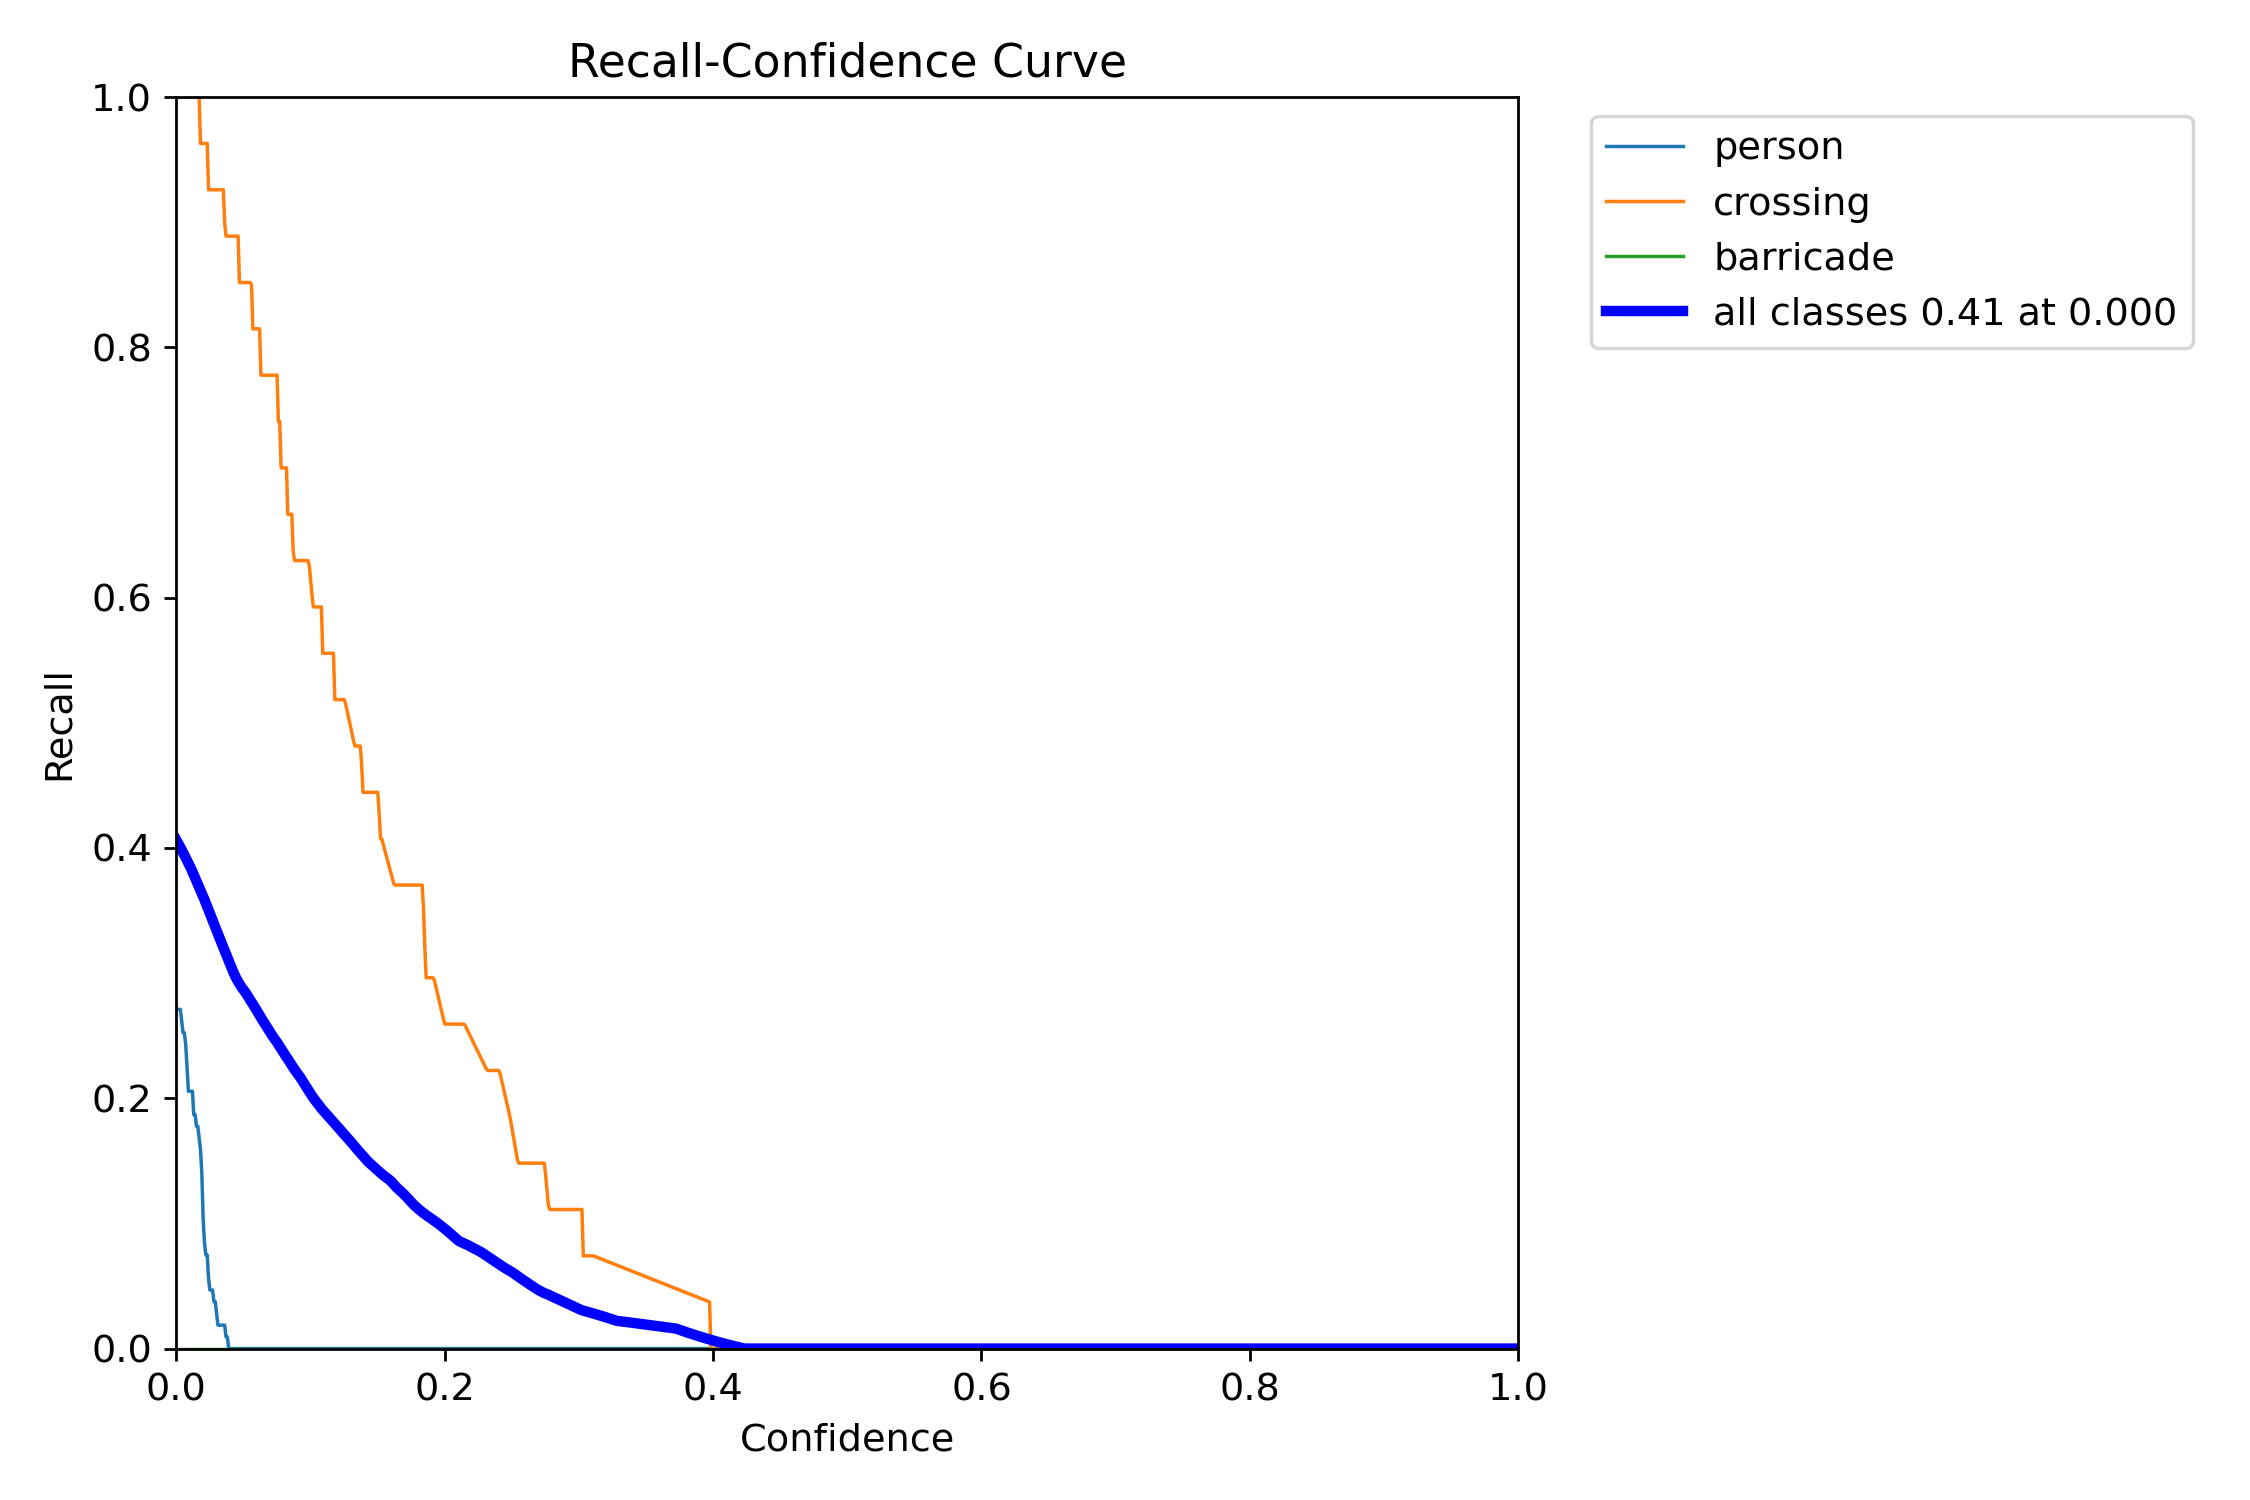 Recall-Confidence Curve
1.0
0.8
0.6
0.4
0.2
0.0
Recall
0.0 0.2 0.4 0.6 0.8 1.0
Confidence
person
crossing
barricade
all classes 0.41 at 0.000